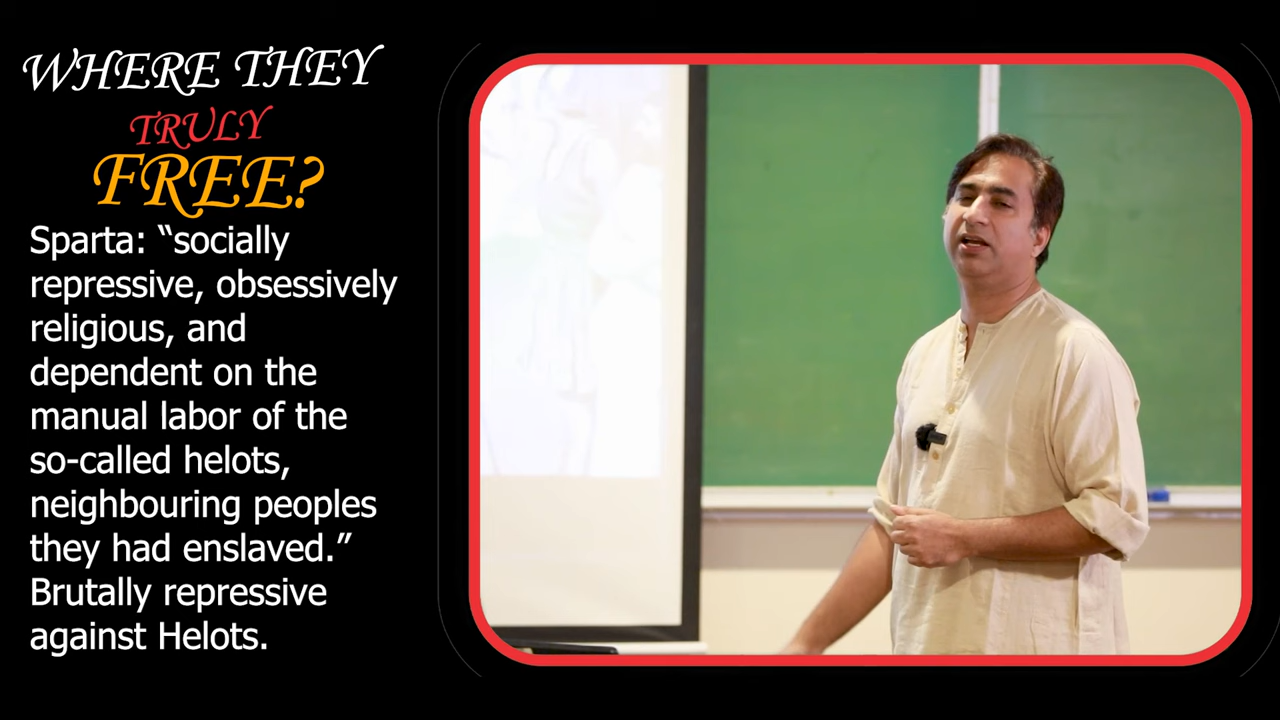 WHERE THEY
TRULY
FREE?
Sparta: “socially
repressive, obsessively
religious, and
dependent on the
manual labor of the
so-called helots,
neighbouring peoples
they had enslaved.”
Brutally repressive
against Helots.